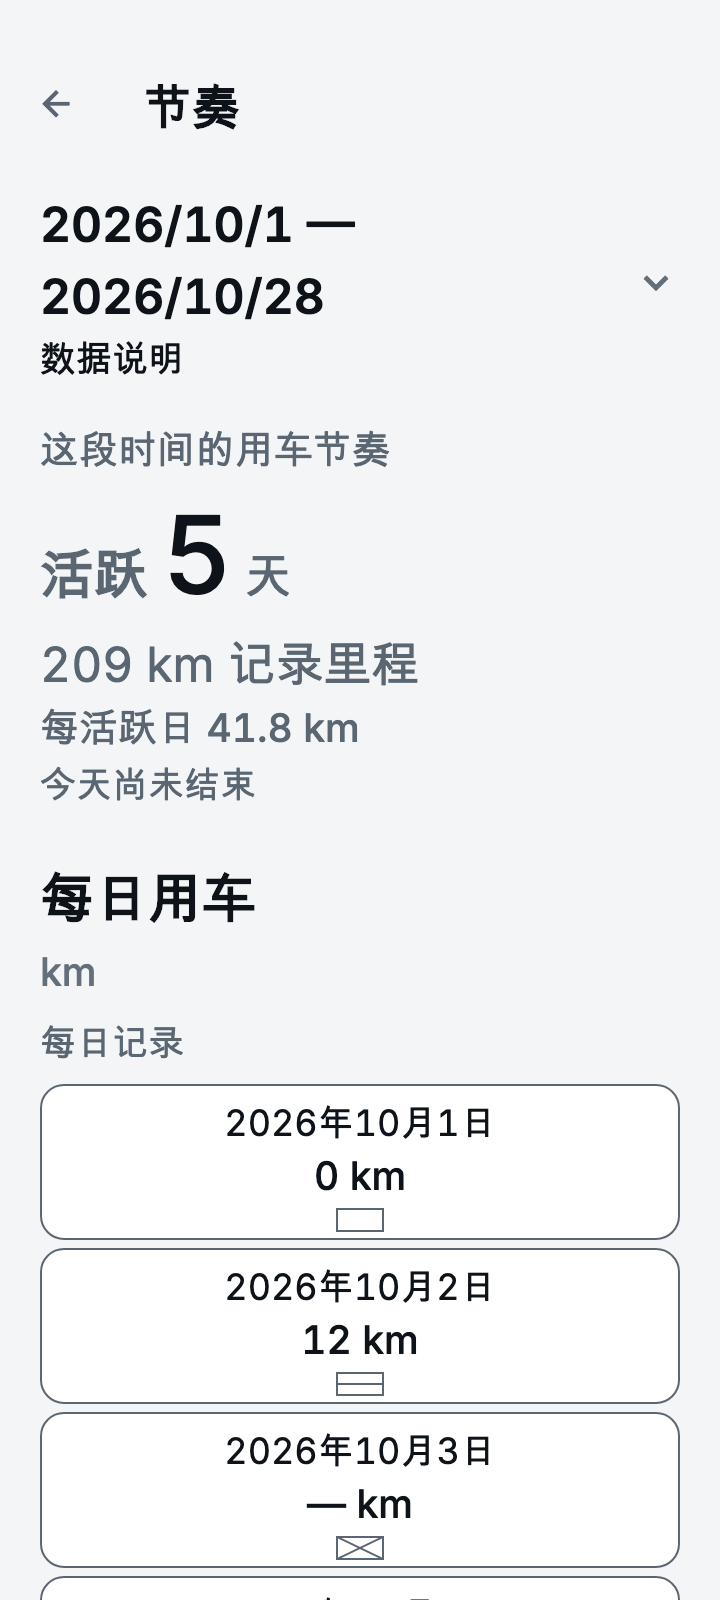 节奏
2026/10/1 —
2026/10/28
数据说明
这段时间的用车节奏
活跃 5 天
209 km 记录里程
每活跃日 41.8 km
今天尚未结束
每日用车
km
每日记录
2026年10月1日
0 km
2026年10月2日
12 km
2026年10月3日
— km